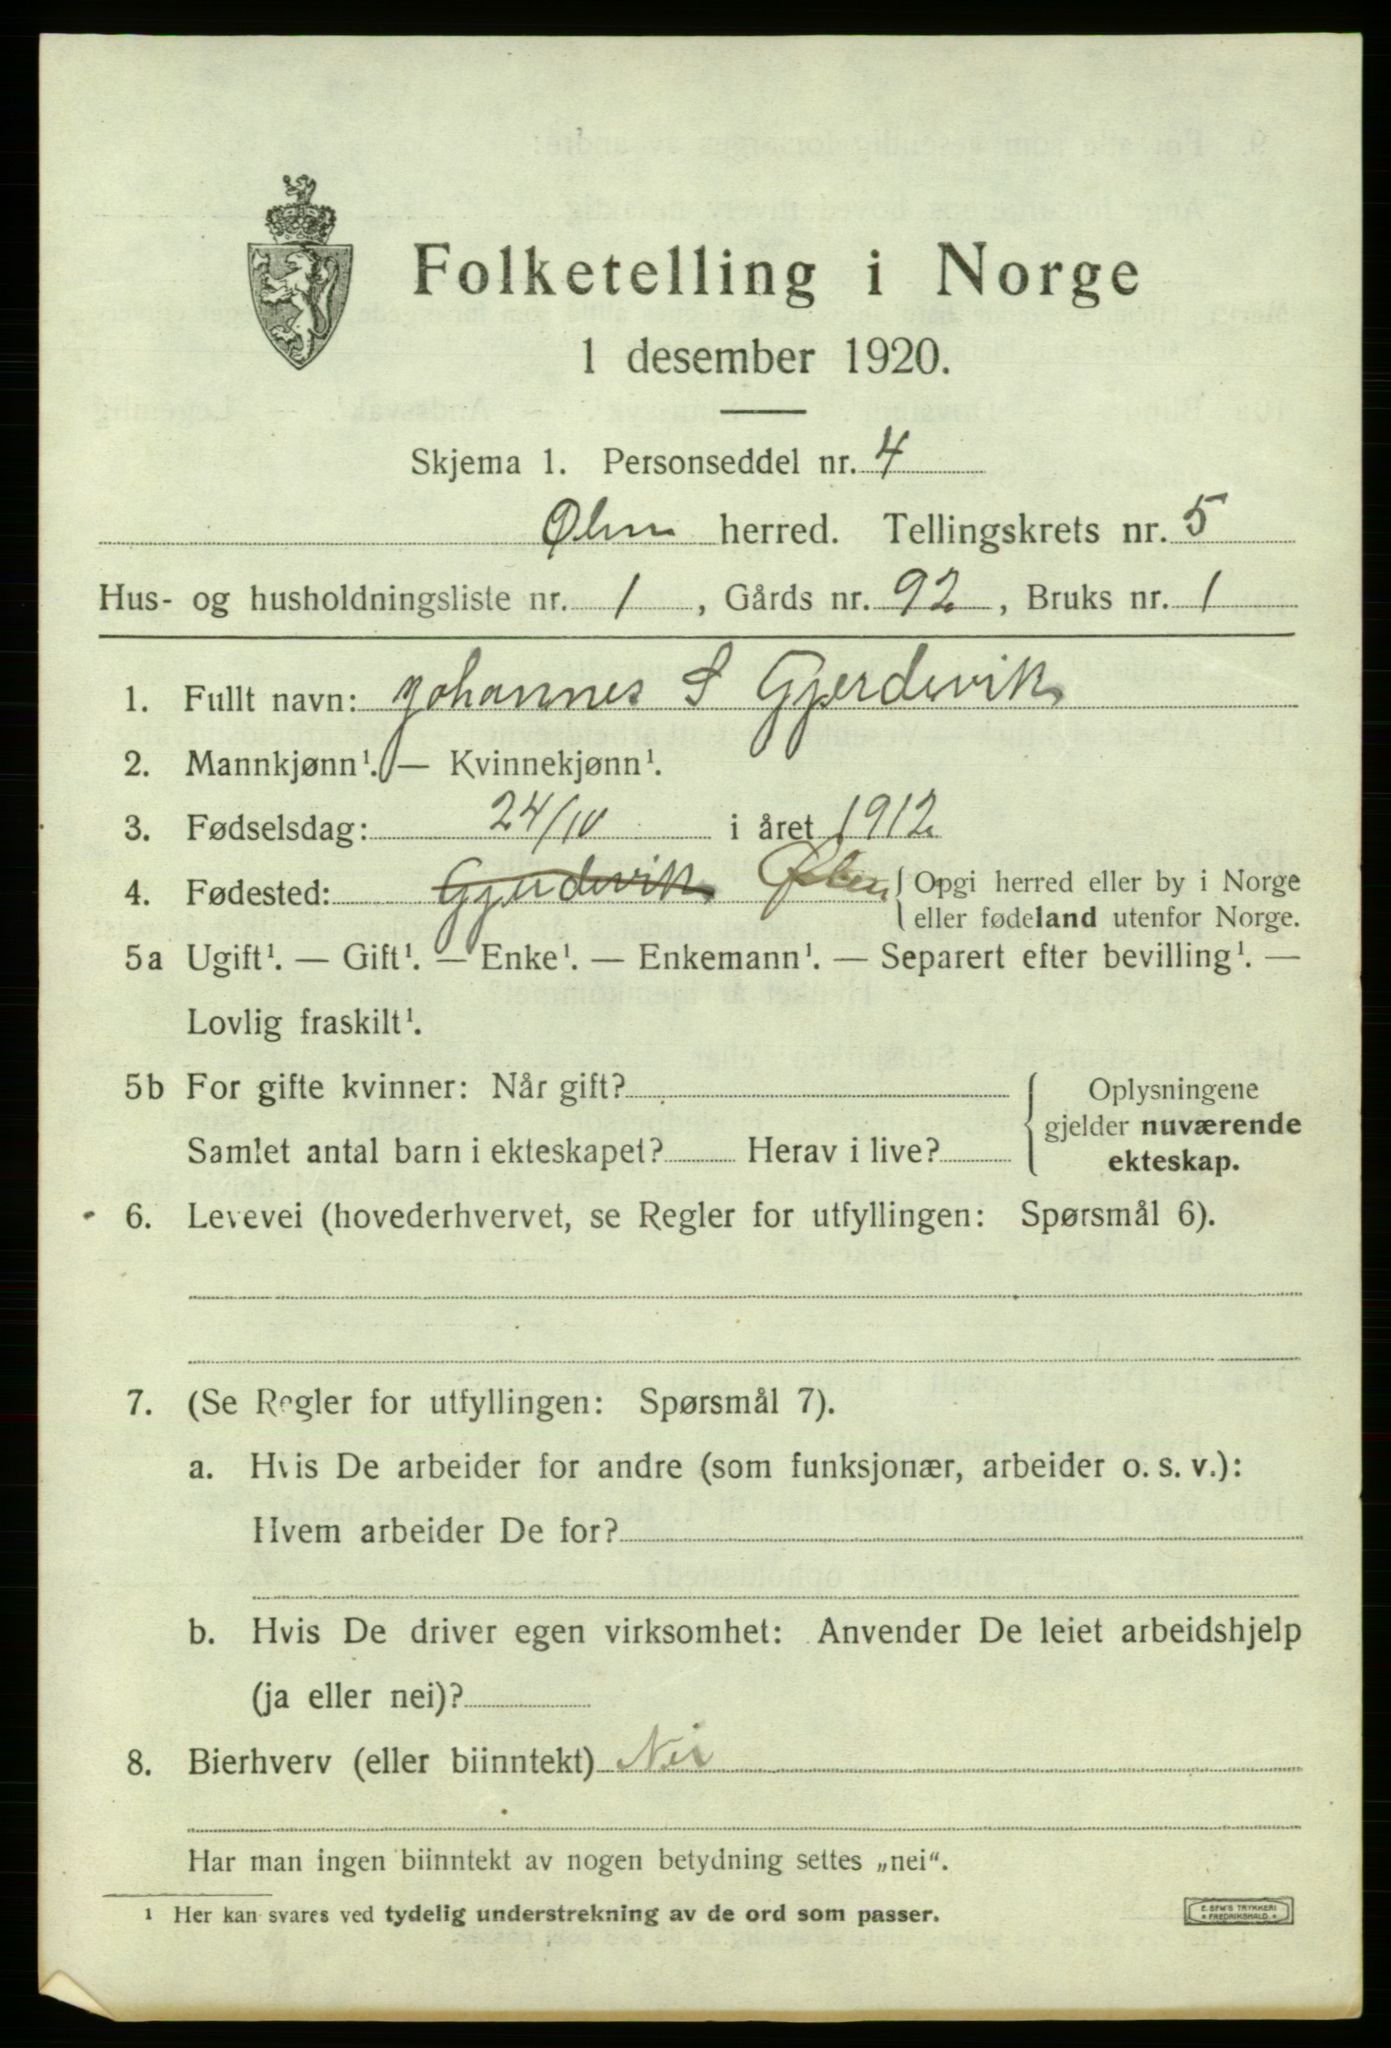 Folketelling i Norge
1 desember 1920.
Skjema 1. Personseddel nr. 4
Ølen herred. Tellingskrets nr. 5
Hus- og husholdningsliste nr. 1, Gårds nr. 92, Bruks nr. 1
1. Fullt navn: Johannes S Gjerdevik
2. Mannkjønn¹. — Kvinnekjønn¹.
3. Fødselsdag: 24/10 i året 1912
4. Fødested: Gjerdevik Ølen { Opgi herred eller by i Norge
eller fødeland utenfor Norge.
5a Ugift¹. — Gift¹. — Enke¹. — Enkemann¹. — Separert efter bevilling¹. —
Lovlig fraskilt¹.
5b For gifte kvinner: Når gift?
Samlet antal barn i ekteskapet? Herav i live?
{ Oplysningene
gjelder nuværende
ekteskap.
6. Levevei (hovederhvervet, se Regler for utfyllingen: Spørsmål 6).
7. (Se Regler for utfyllingen: Spørsmål 7).
a. Hvis De arbeider for andre (som funksjonær, arbeider o. s. v.):
Hvem arbeider De for?
b. Hvis De driver egen virksomhet: Anvender De leiet arbeidshjelp
(ja eller nei)?
8. Bierhverv (eller biinntekt) Nei
Har man ingen biinntekt av nogen betydning settes „nei".
¹ Her kan svares ved tydelig understrekning av de ord som passer.
E. SEM'S TRYKKERI
FREDRIKSHALD